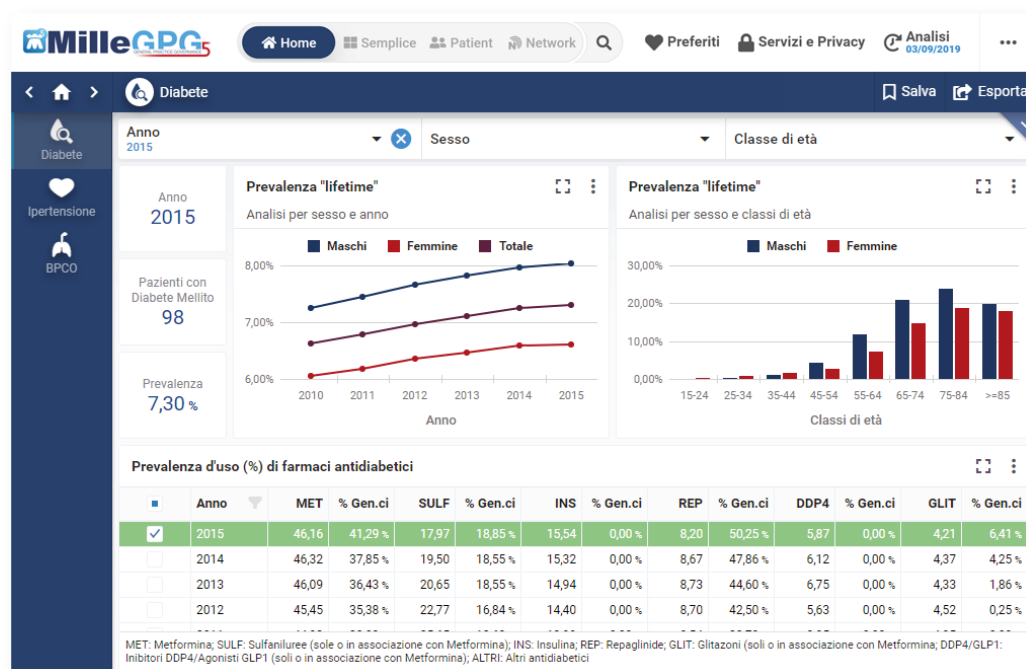 MilleGPG5
GENERAL PRACTICE GOVERNANCE
Home Semplice Patient Network Preferiti Servizi e Privacy Analisi
03/09/2019
Diabete Salva Esporta
Diabete
Ipertensione
BPCO
Anno Sesso Classe di età
2015
Anno
2015
Pazienti con
Diabete Mellito
98
Prevalenza
7,30 %
Prevalenza "lifetime"
Analisi per sesso e anno
Maschi Femmine Totale
8,00%
7,00%
6,00%
2010 2011 2012 2013 2014 2015
Anno
Prevalenza "lifetime"
Analisi per sesso e classi di età
Maschi Femmine
30,00%
20,00%
10,00%
0,00%
15-24 25-34 35-44 45-54 55-64 65-74 75-84 >=85
Classi di età
Prevalenza d'uso (%) di farmaci antidiabetici
Anno MET % Gen.ci SULF % Gen.ci INS % Gen.ci REP % Gen.ci DDP4 % Gen.ci GLIT % Gen.ci
2015 46,16 41,29 % 17,97 18,85 % 15,54 0,00 % 8,20 50,25 % 5,87 0,00 % 4,21 6,41 %
2014 46,32 37,85 % 19,50 18,55 % 15,32 0,00 % 8,67 47,86 % 6,12 0,00 % 4,37 4,25 %
2013 46,09 36,43 % 20,65 18,55 % 14,94 0,00 % 8,73 44,60 % 6,75 0,00 % 4,33 1,86 %
2012 45,45 35,38 % 22,77 16,84 % 14,40 0,00 % 8,70 42,50 % 5,63 0,00 % 4,52 0,25 %
MET: Metformina; SULF: Sulfaniluree (sole o in associazione con Metformina); INS: Insulina; REP: Repaglinide; GLIT: Glitazoni (soli o in associazione con Metformina; DDP4/GLP1:
Inibitori DDP4/Agonisti GLP1 (soli o in associazione con Metformina); ALTRI: Altri antidiabetici